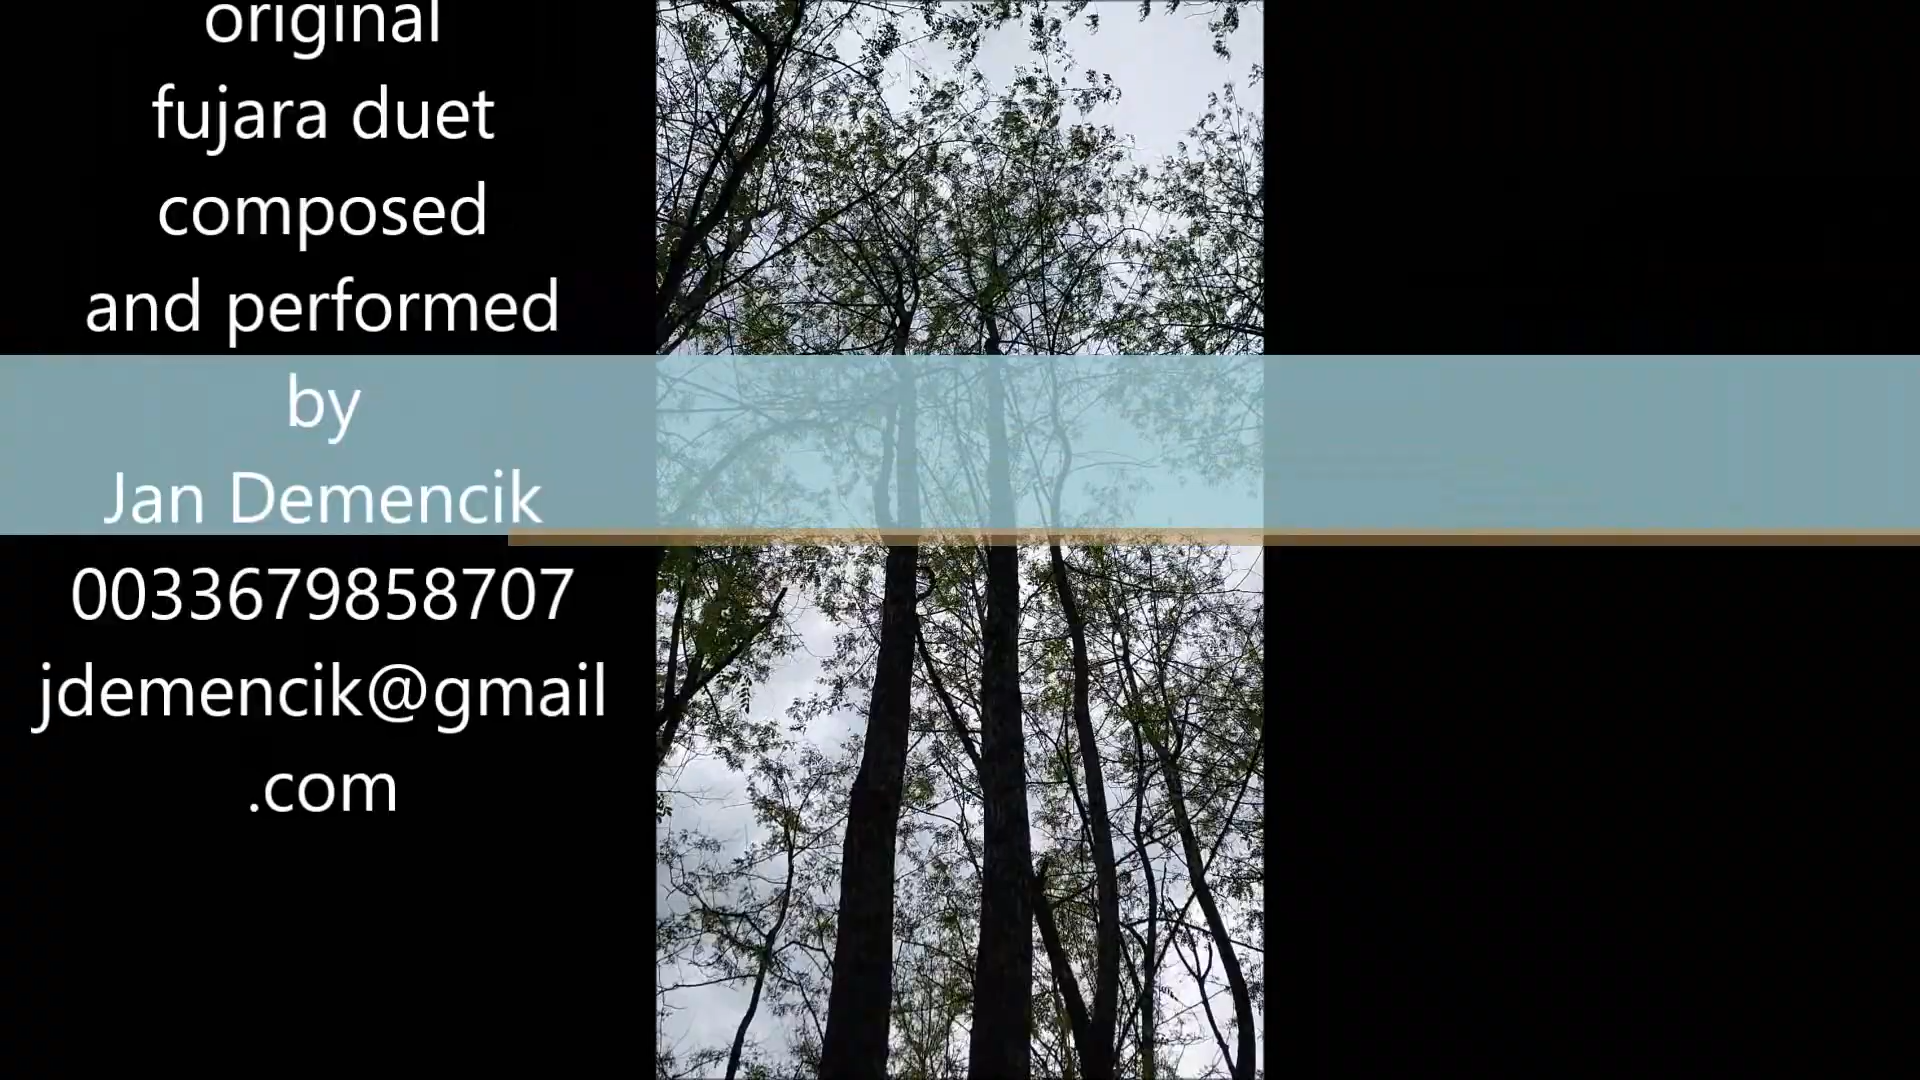 original
fujara duet
composed
and performed
by
Jan Demencik
0033679858707
jdemencik@gmail
.com